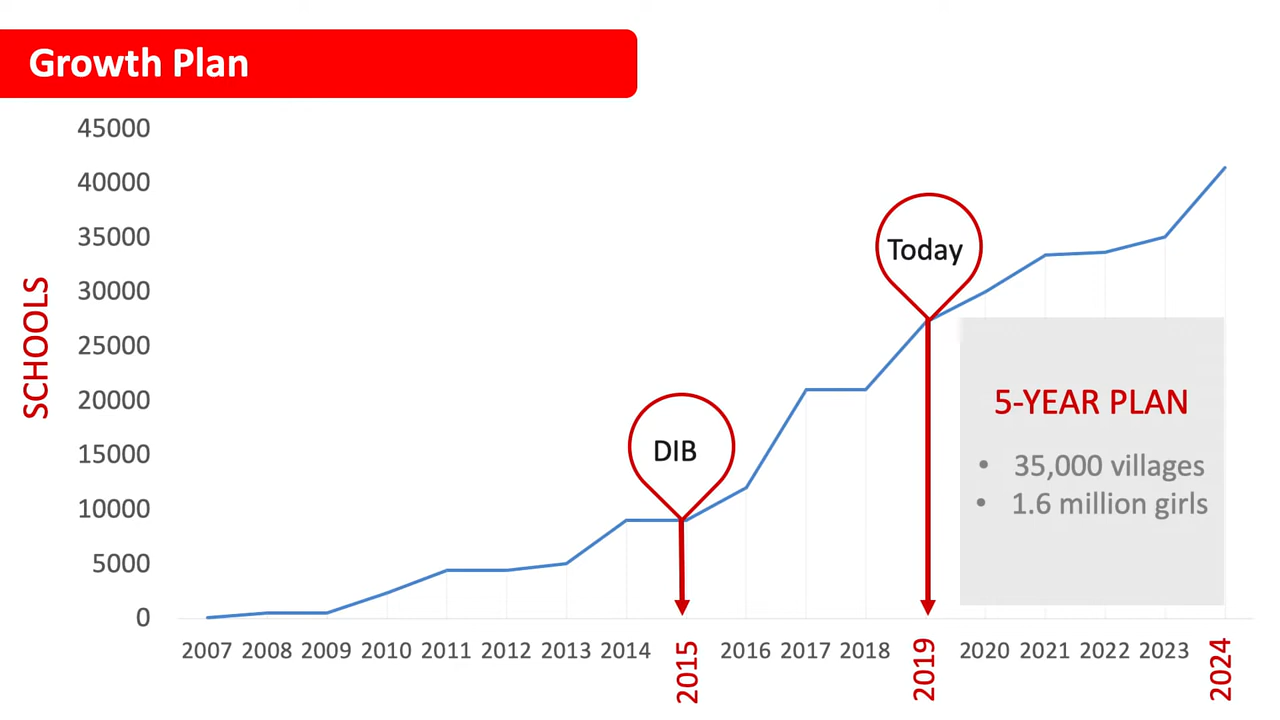 Growth Plan
45000
40000
35000
30000
25000
20000
15000
10000
5000
0
SCHOOLS
DIB
Today
5-YEAR PLAN
• 35,000 villages
• 1.6 million girls
2007 2008 2009 2010 2011 2012 2013 2014 2015 2016 2017 2018 2019 2020 2021 2022 2023 2024